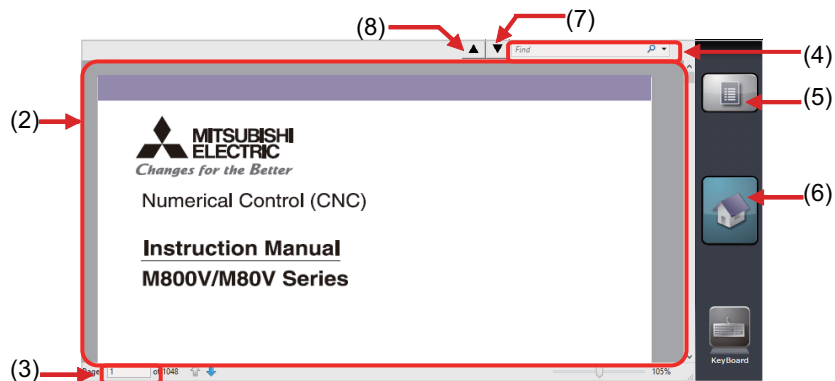 (8)
(7)
Find
(4)
(5)
(2)
MITSUBISHI
ELECTRIC
Changes for the Better
Numerical Control (CNC)
(6)
Instruction Manual
M800V/M80V Series
(3)
Page 1 of 1048
105%
KeyBoard